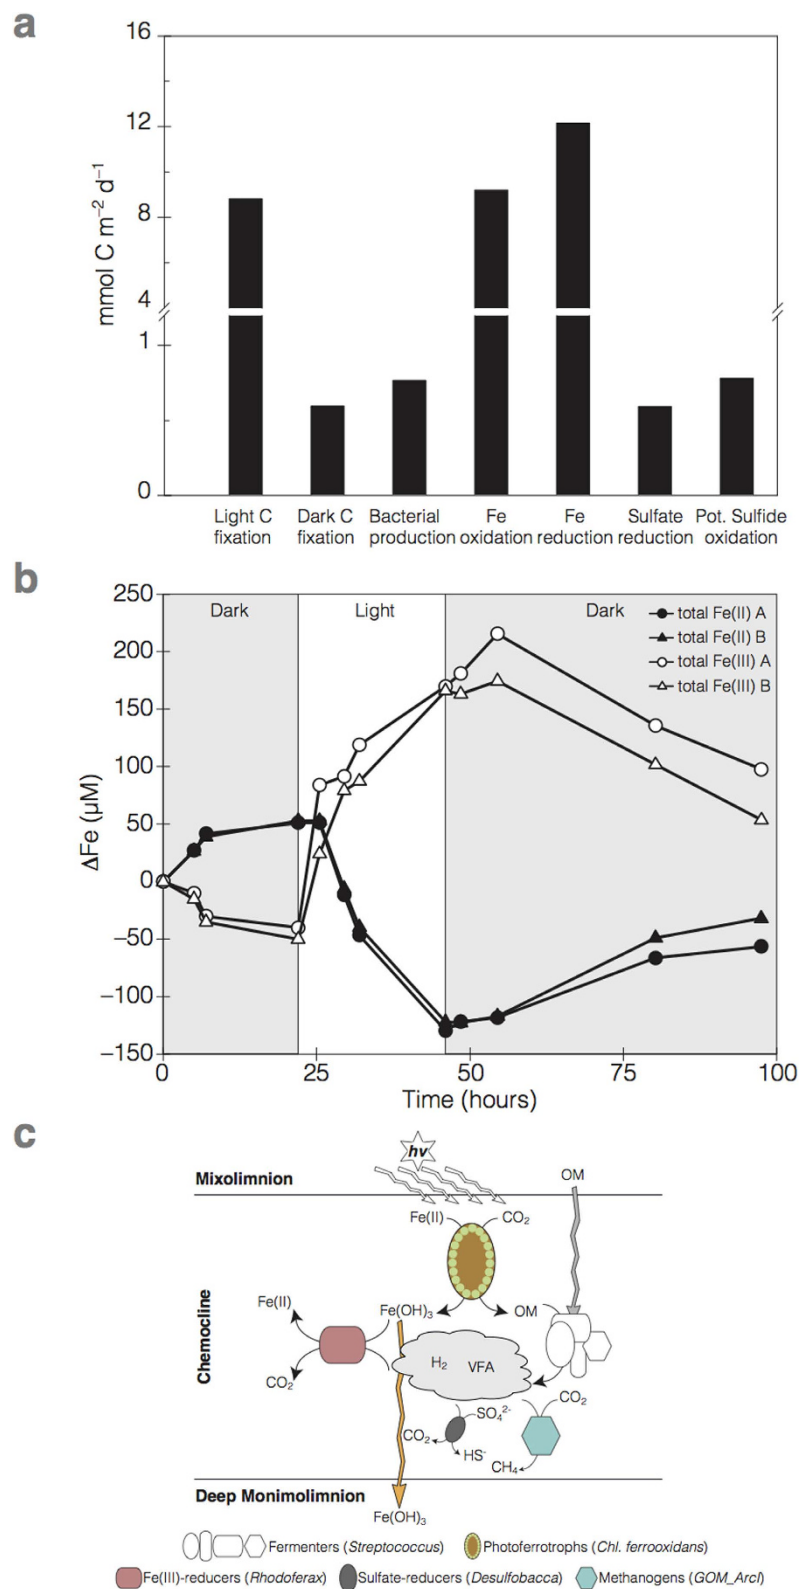 a
16
12
8
4
1
0
mmol C m−2 d−1
Light C fixation
Dark C fixation
Bacterial production
Fe oxidation
Fe reduction
Sulfate reduction
Pot. Sulfide oxidation
b
250
200
150
100
50
0
−50
−100
−150
ΔFe (µM)
Dark
Light
Dark
total Fe(II) A
total Fe(II) B
total Fe(III) A
total Fe(III) B
0 25 50 75 100
Time (hours)
c
hv
Mixolimnion
OM
Fe(II)
CO2
Chemocline
Fe(II)
Fe(OH)3
OM
H2
VFA
CO2
CO2
SO42-
CO2
HS-
CH4
Deep Monimolimnion
Fe(OH)3
Fermenters (Streptococcus)
Photoferrotrophs (Chl. ferrooxidans)
Fe(III)-reducers (Rhodoferax)
Sulfate-reducers (Desulfobacca)
Methanogens (GOM_ArcI)